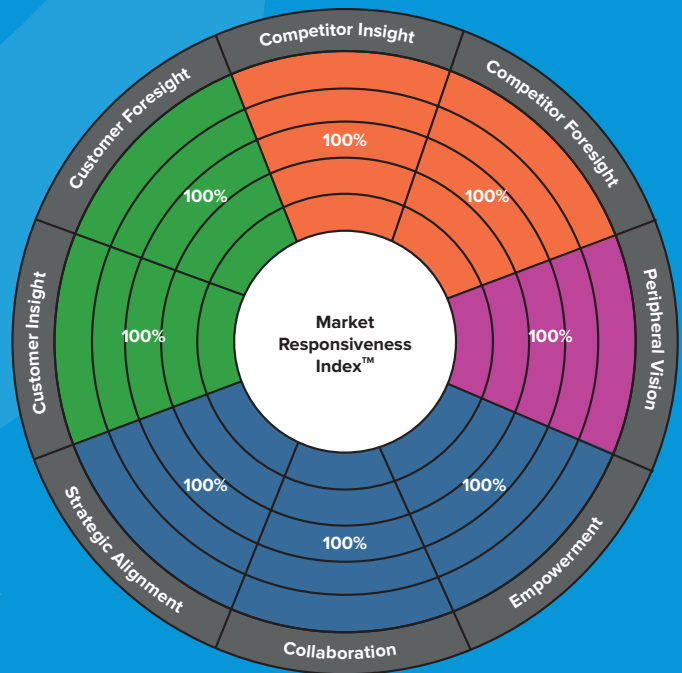 Competitor Insight
100%
Competitor Foresight
100%
Peripheral Vision
100%
Empowerment
100%
Collaboration
100%
Strategic Alignment
100%
Customer Insight
100%
Customer Foresight
100%
Market
Responsiveness
Index™